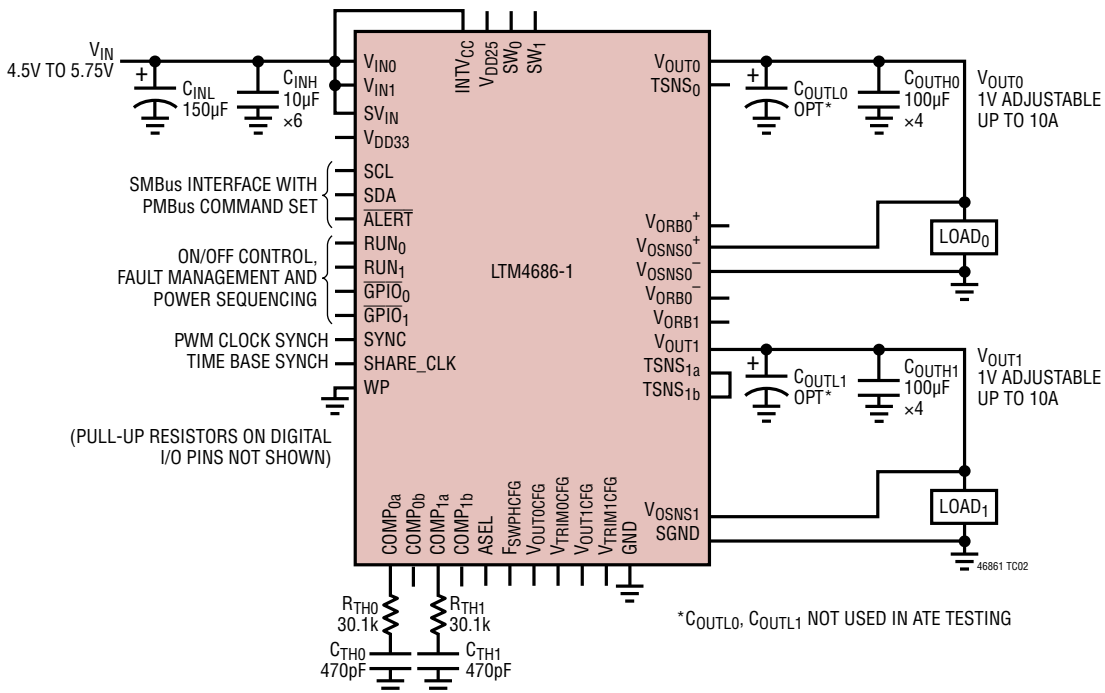 V_IN
4.5V TO 5.75V
C_INL
150µF
C_INH
10µF
×6
INTV_CC
V_DD25
SW_0
SW_1
V_IN0
V_IN1
SV_IN
V_DD33
SCL
SDA
ALERT
RUN_0
RUN_1
GPIO_0
GPIO_1
SYNC
SHARE_CLK
WP
SMBus INTERFACE WITH
PMBus COMMAND SET
ON/OFF CONTROL,
FAULT MANAGEMENT AND
POWER SEQUENCING
PWM CLOCK SYNCH
TIME BASE SYNCH
(PULL-UP RESISTORS ON DIGITAL
I/O PINS NOT SHOWN)
LTM4686-1
V_OUT0
TSNS_0
V_ORB0^+
V_OSNS0^+
V_OSNS0^–
V_ORB0^–
V_ORB1
V_OUT1
TSNS_1a
TSNS_1b
V_OSNS1
SGND
C_OUTL0
OPT*
C_OUTH0
100µF
×4
V_OUT0
1V ADJUSTABLE
UP TO 10A
LOAD_0
C_OUTL1
OPT*
C_OUTH1
100µF
×4
V_OUT1
1V ADJUSTABLE
UP TO 10A
LOAD_1
46861 TC02
COMP_0a
COMP_0b
COMP_1a
COMP_1b
ASEL
F_SWPHCFG
V_OUT0CFG
V_TRIM0CFG
V_OUT1CFG
V_TRIM1CFG
GND
R_TH0
30.1k
R_TH1
30.1k
C_TH0
470pF
C_TH1
470pF
*C_OUTL0, C_OUTL1 NOT USED IN ATE TESTING